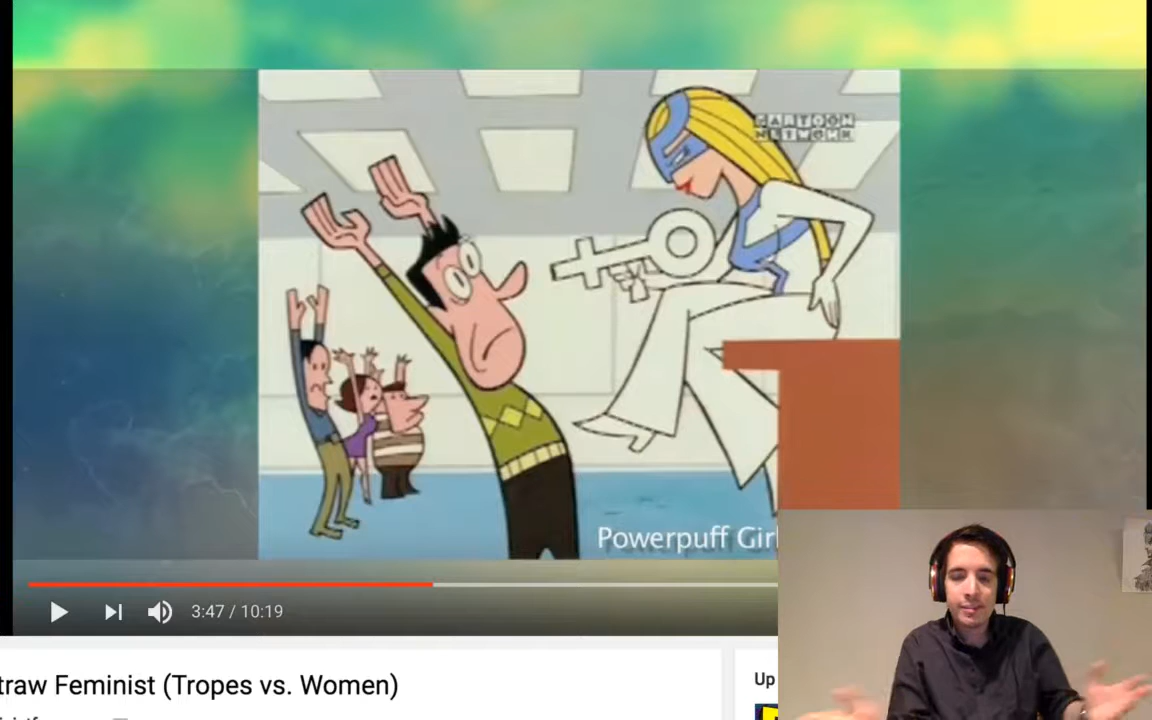 CARTOON
NETWORK
Powerpuff Girl
3:47 / 10:19
traw Feminist (Tropes vs. Women)
Up